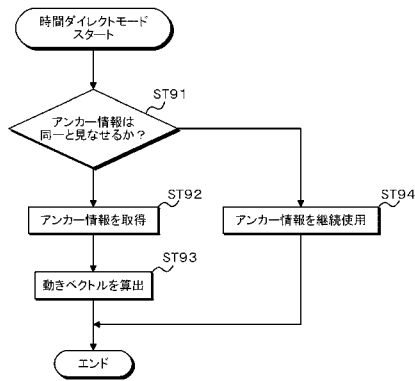 時間ダイレクトモード
スタート
ST91
アンカー情報は
同一と見なせるか?
ST92
アンカー情報を取得
ST94
アンカー情報を継続使用
ST93
動きベクトルを算出
エンド